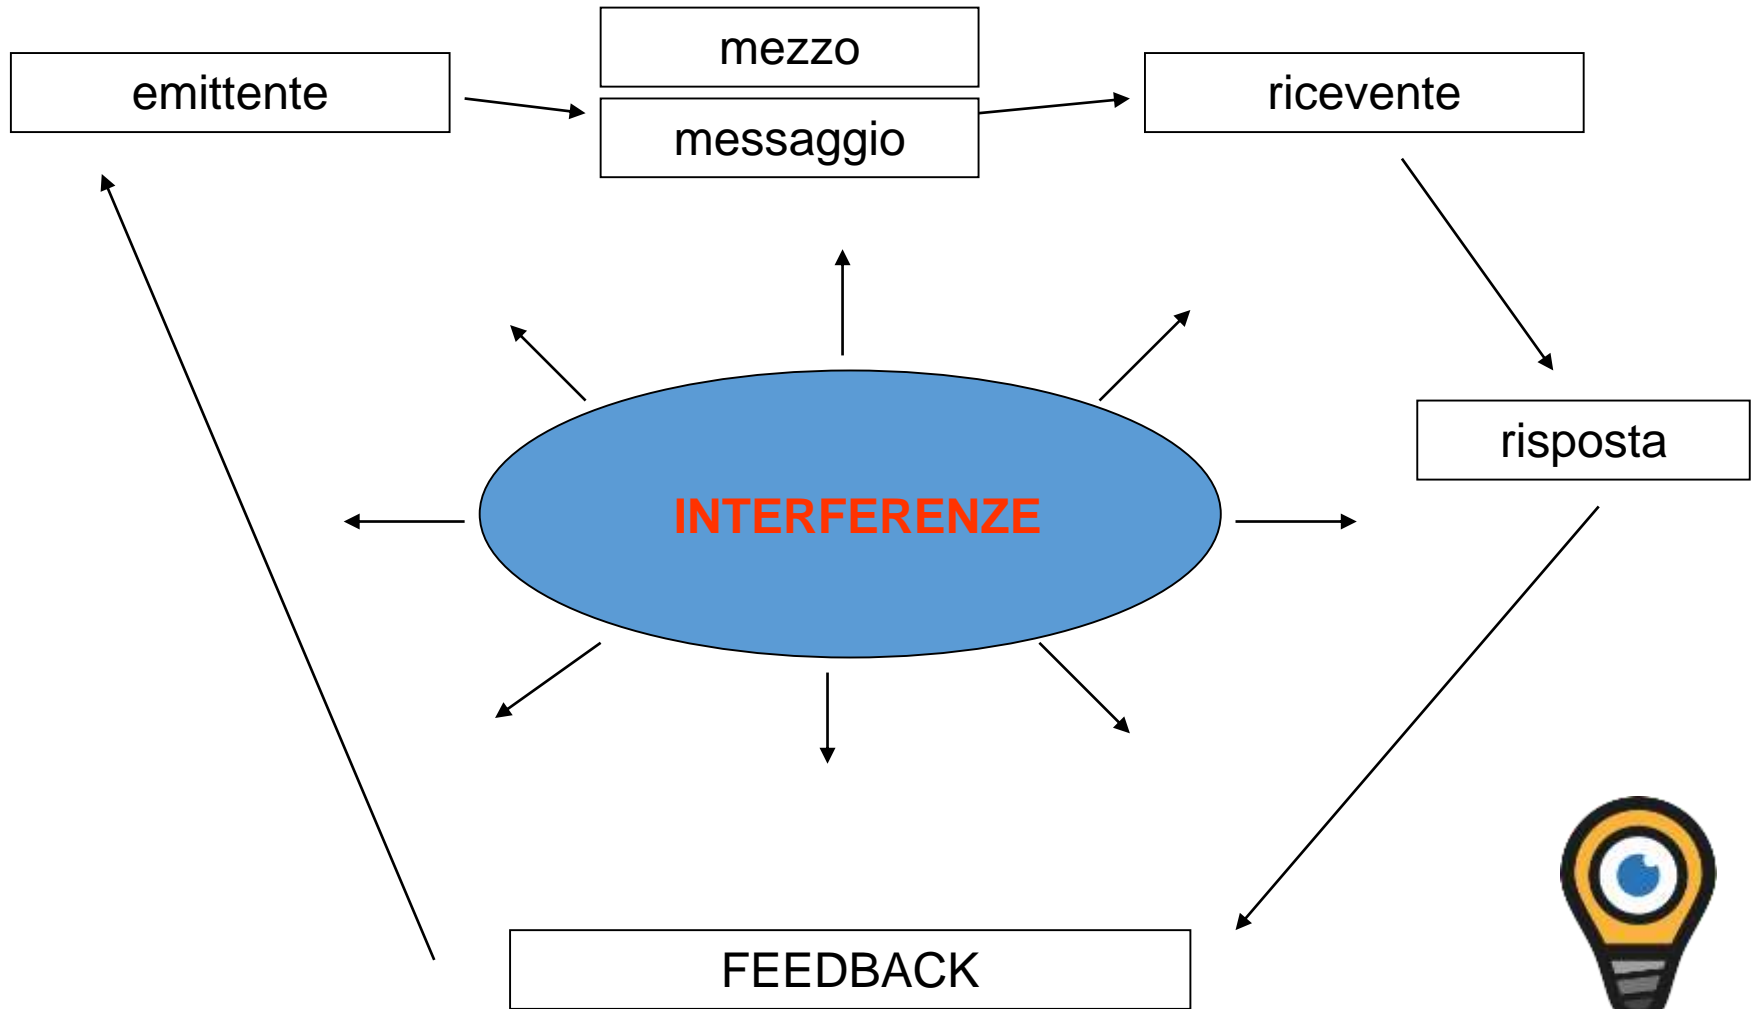 mezzo
emittente
ricevente
messaggio
risposta
INTERFERENZE
FEEDBACK